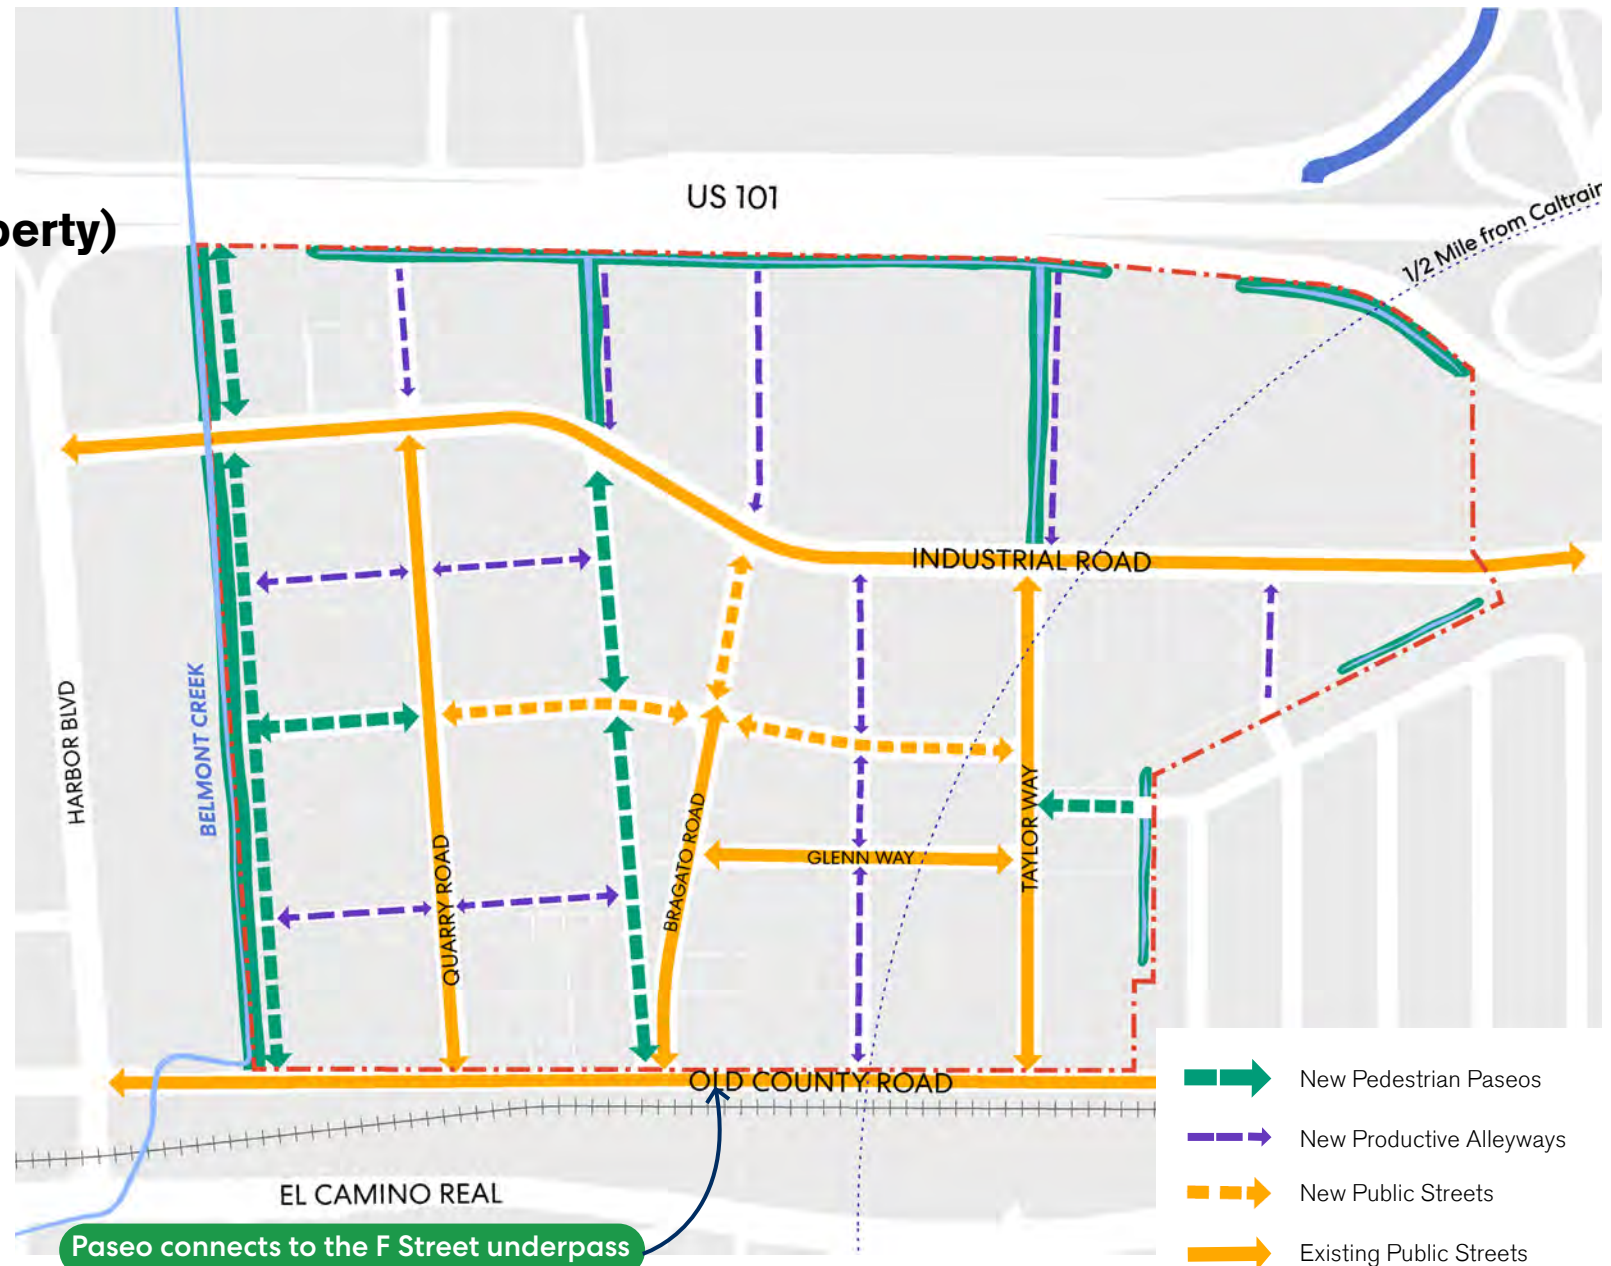 US 101
perty)
1/2 Mile from Caltrain
INDUSTRIAL ROAD
HARBOR BLVD
BELMONT CREEK
QUARRY ROAD
BRAGATO ROAD
GLENN WAY
TAYLOR WAY
OLD COUNTY ROAD
EL CAMINO REAL
Paseo connects to the F Street underpass
New Pedestrian Paseos
New Productive Alleyways
New Public Streets
Existing Public Streets